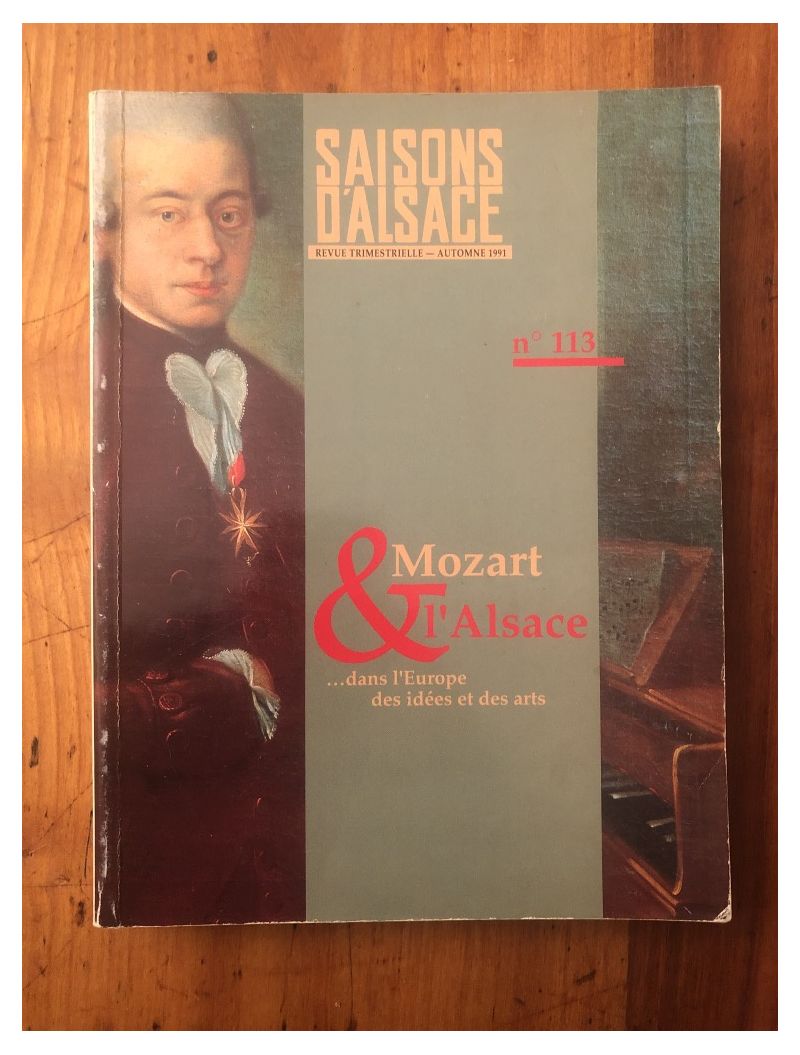 SAISONS
D'ALSACE
REVUE TRIMESTRIELLE — AUTOMNE 1991
n° 113
& Mozart
l'Alsace
...dans l'Europe
des idées et des arts